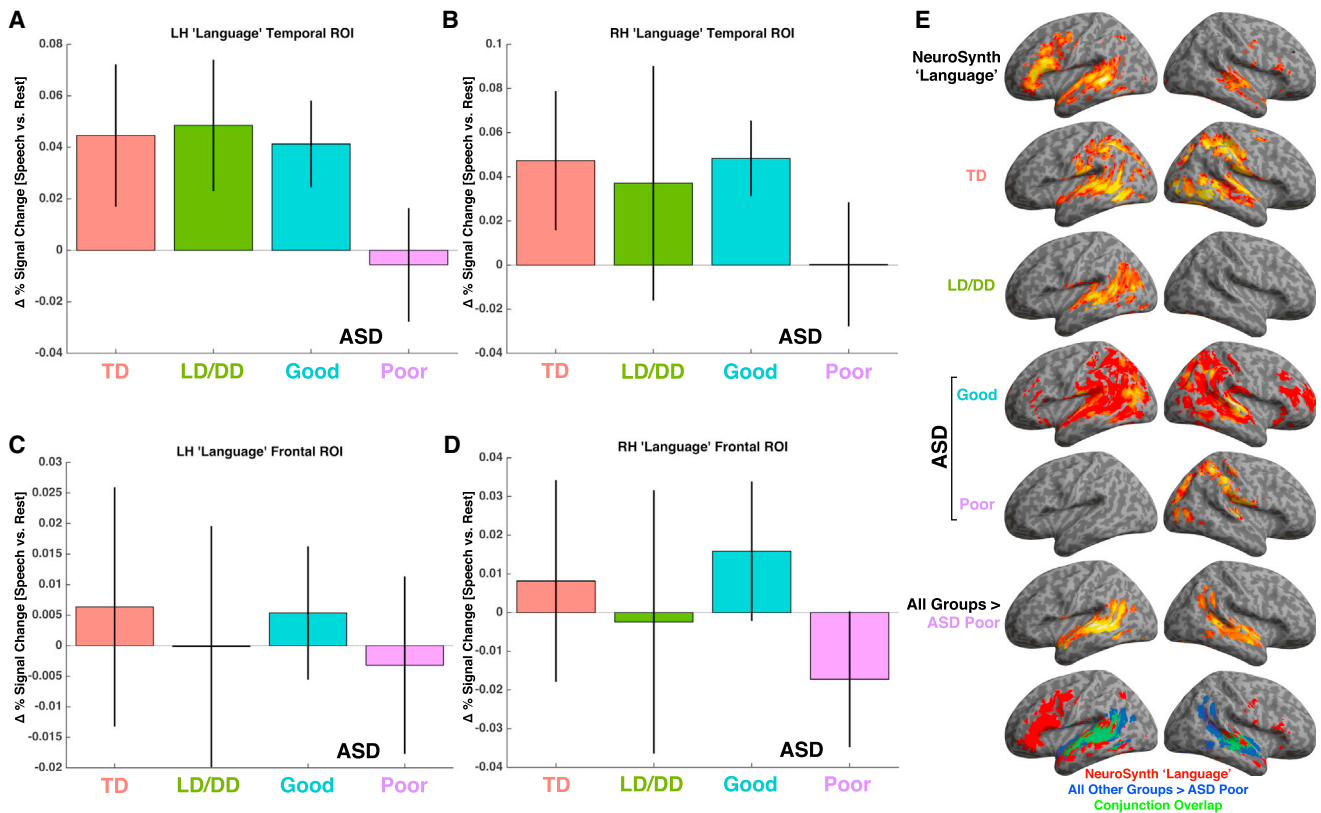 A
LH 'Language' Temporal ROI
Δ % Signal Change [Speech vs. Rest]
0.08
0.06
0.04
0.02
0
-0.02
-0.04
ASD
TD LD/DD Good Poor
B
RH 'Language' Temporal ROI
Δ % Signal Change [Speech vs. Rest]
0.1
0.08
0.06
0.04
0.02
0
-0.02
-0.04
ASD
TD LD/DD Good Poor
C
LH 'Language' Frontal ROI
Δ % Signal Change [Speech vs. Rest]
0.03
0.025
0.02
0.015
0.01
0.005
0
-0.005
-0.01
-0.015
-0.02
ASD
TD LD/DD Good Poor
D
RH 'Language' Frontal ROI
Δ % Signal Change [Speech vs. Rest]
0.04
0.03
0.02
0.01
0
-0.01
-0.02
-0.03
-0.04
ASD
TD LD/DD Good Poor
E
NeuroSynth
‘Language’
TD
LD/DD
ASD
Good
Poor
All Groups >
ASD Poor
NeuroSynth ‘Language’
All Other Groups > ASD Poor
Conjunction Overlap